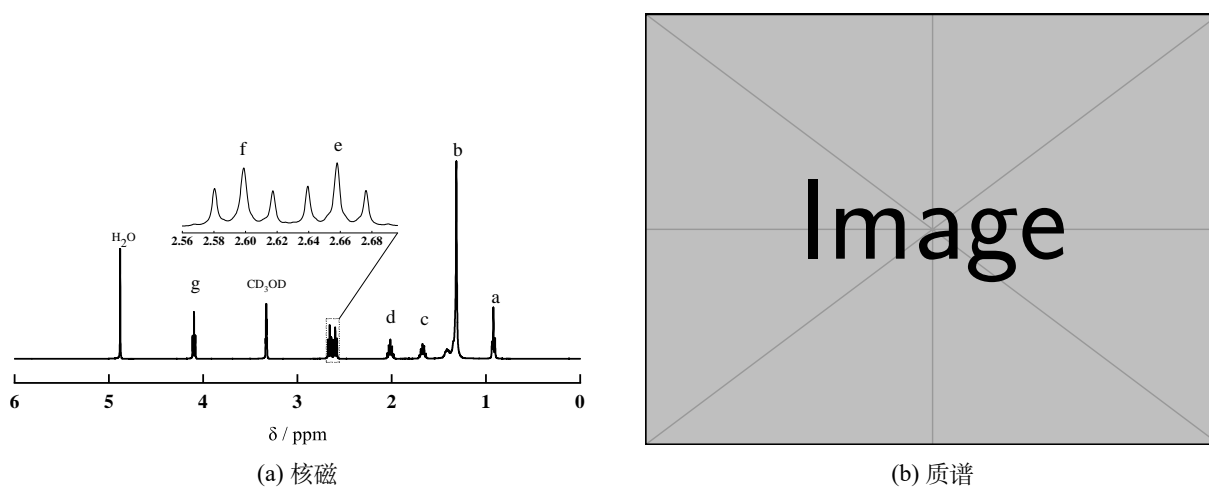 f
e
b
2.56 2.58 2.60 2.62 2.64 2.66 2.68
H2O
g
CD3OD
d
c
a
6 5 4 3 2 1 0
δ / ppm
(a) 核磁
Image
(b) 质谱